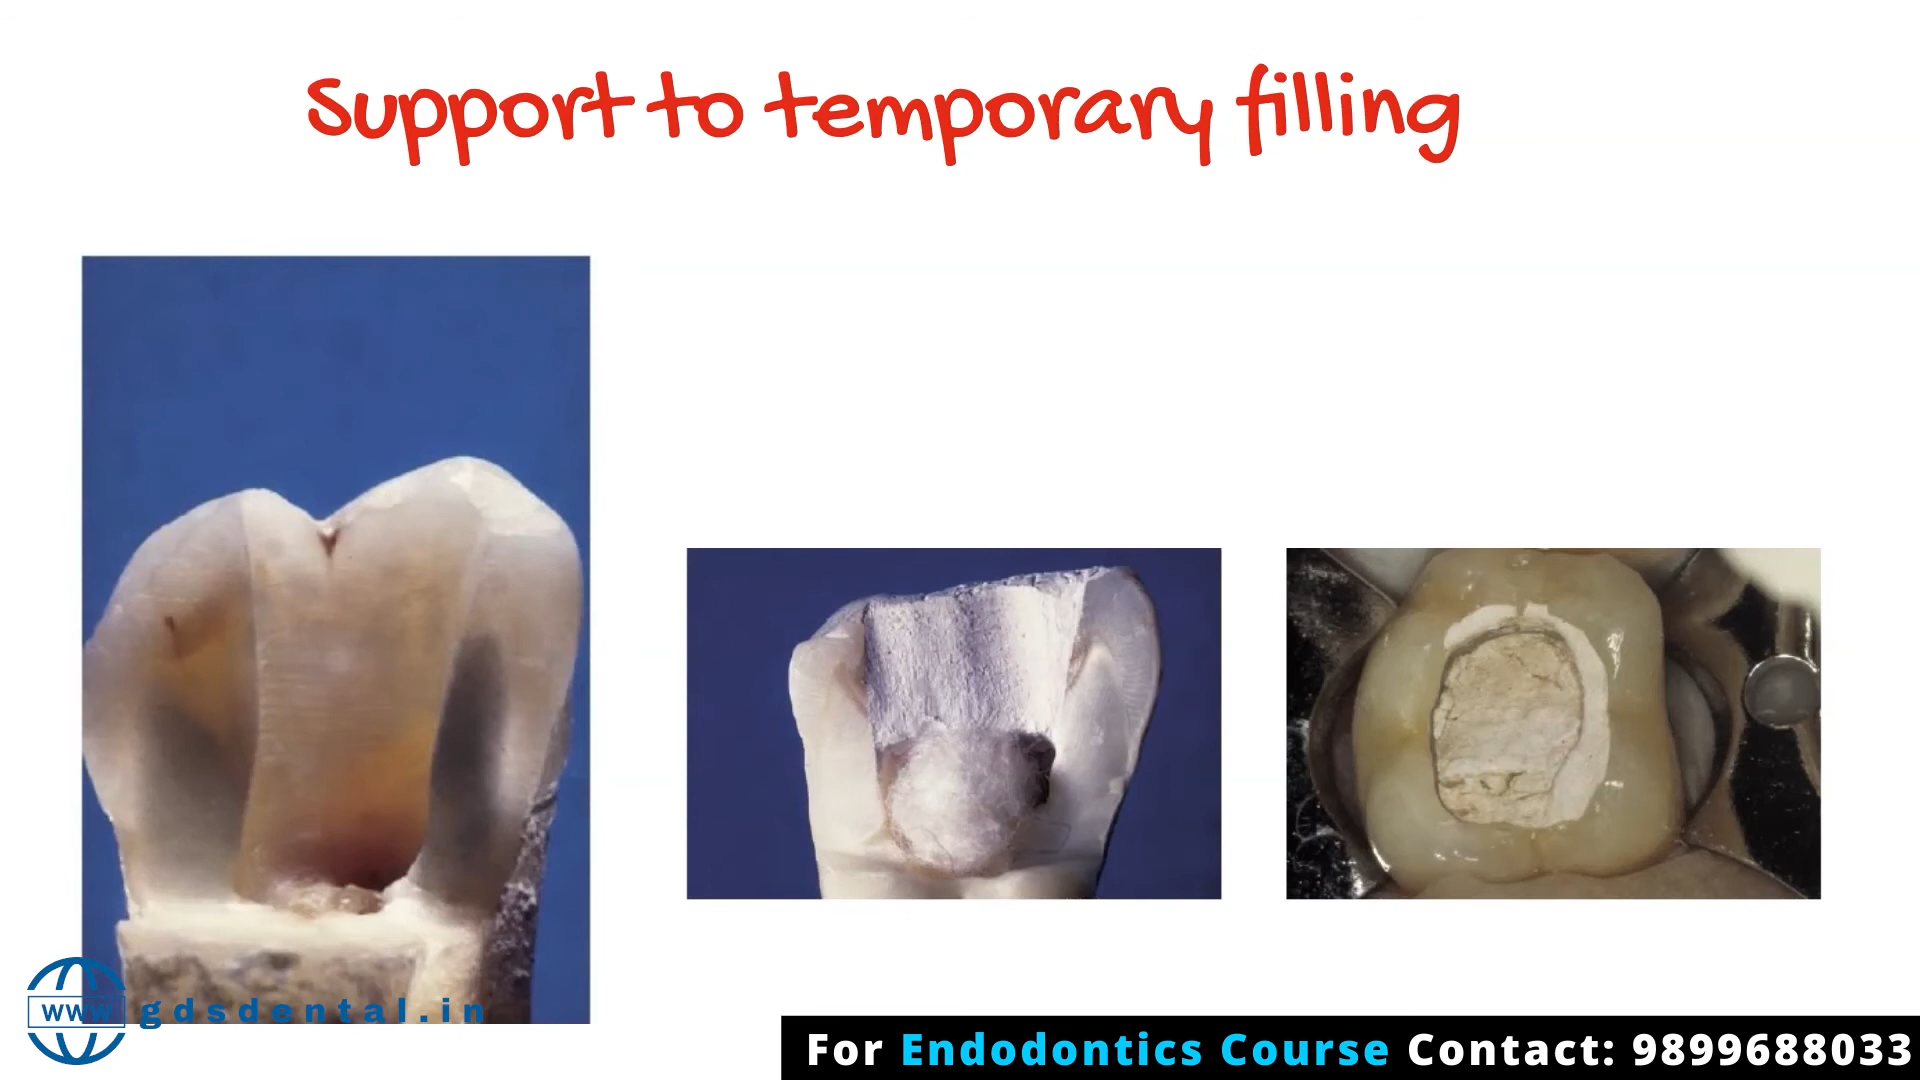 Support to temporary filling
www gdsdental.in
For Endodontics Course Contact: 9899688033